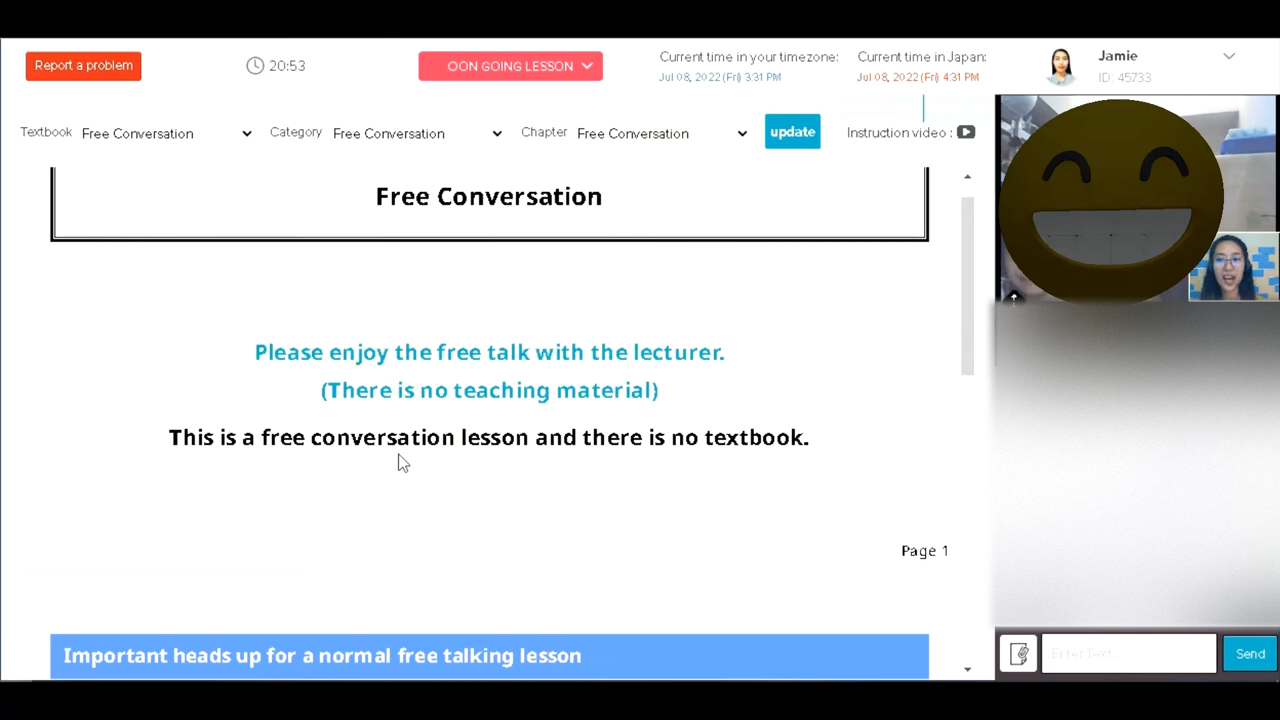 Report a problem
20:53
OON GOING LESSON
Current time in your timezone:
Jul 08, 2022 (Fri) 3:31 PM
Current time in Japan:
Jul 08, 2022 (Fri) 4:31 PM
Jamie
ID: 45733
Textbook Free Conversation
Category Free Conversation
Chapter Free Conversation
update
Instruction video :
Free Conversation
Please enjoy the free talk with the lecturer.
(There is no teaching material)
This is a free conversation lesson and there is no textbook.
Page 1
Important heads up for a normal free talking lesson
Enter Text...
Send